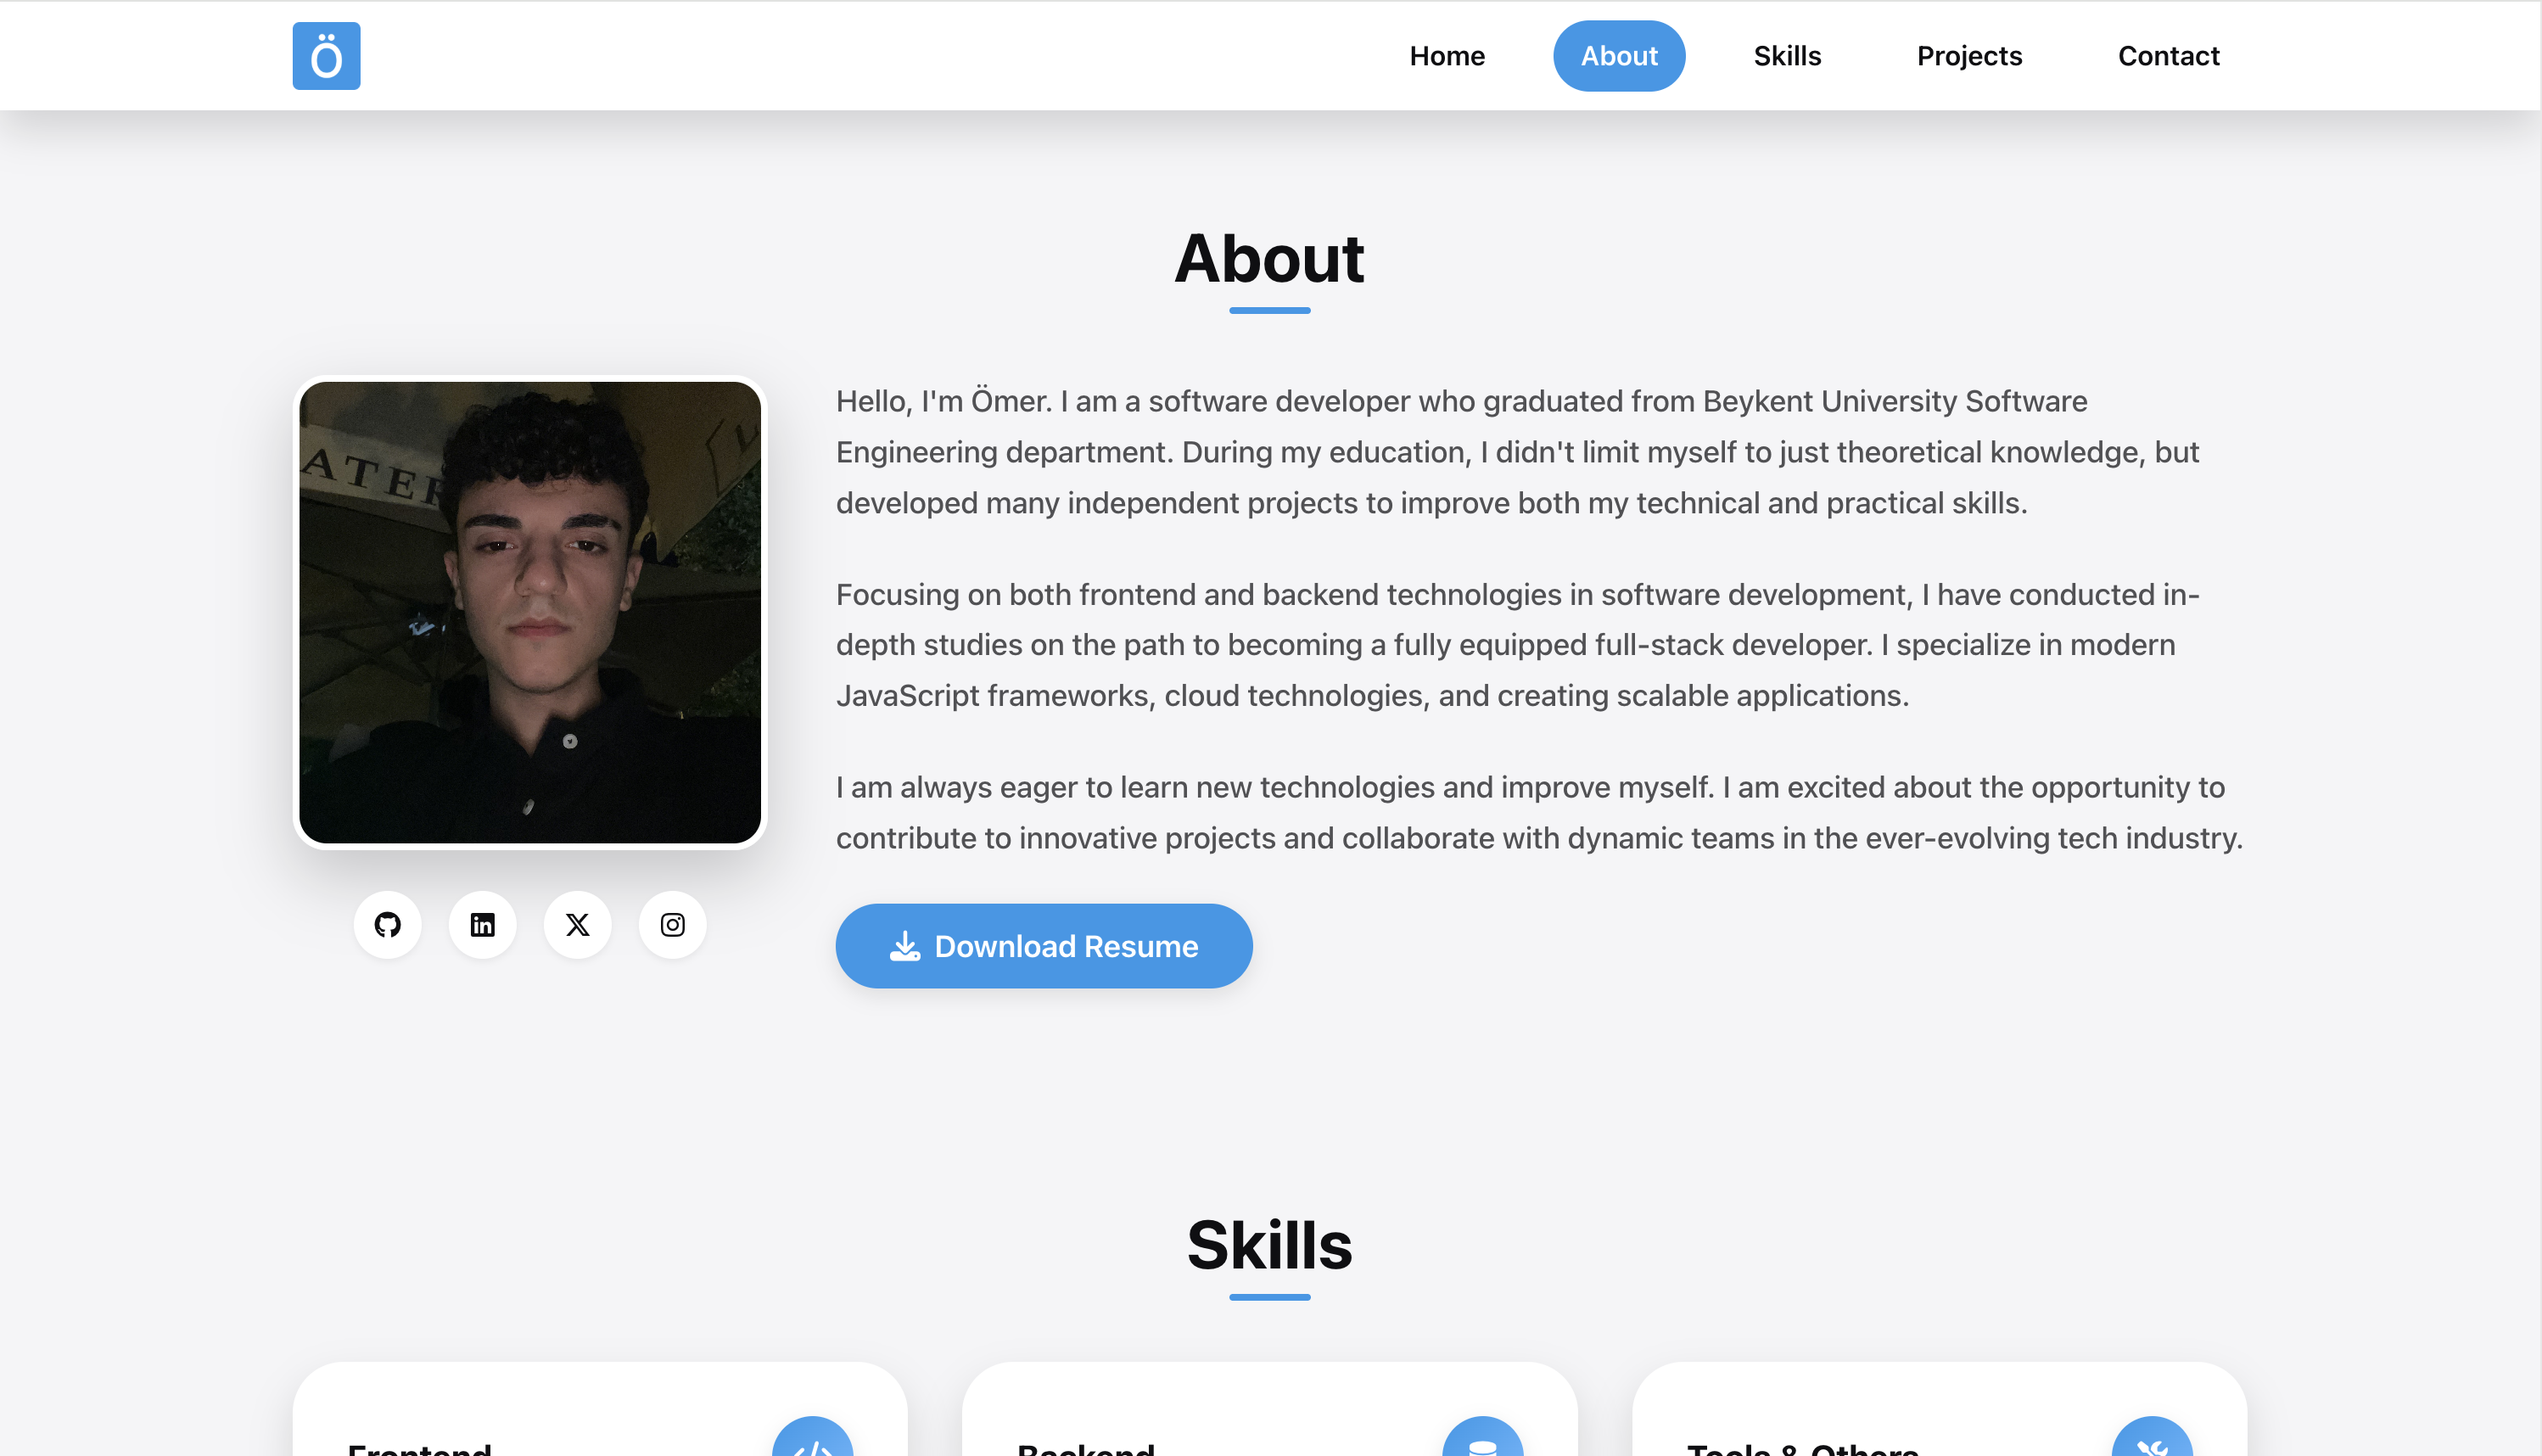 Ö
Home About Skills Projects Contact
About
ATER
Hello, I'm Ömer. I am a software developer who graduated from Beykent University Software
Engineering department. During my education, I didn't limit myself to just theoretical knowledge, but
developed many independent projects to improve both my technical and practical skills.
Focusing on both frontend and backend technologies in software development, I have conducted in-
depth studies on the path to becoming a fully equipped full-stack developer. I specialize in modern
JavaScript frameworks, cloud technologies, and creating scalable applications.
I am always eager to learn new technologies and improve myself. I am excited about the opportunity to
contribute to innovative projects and collaborate with dynamic teams in the ever-evolving tech industry.
Download Resume
Skills
Frontend
Backend
Tools & Others